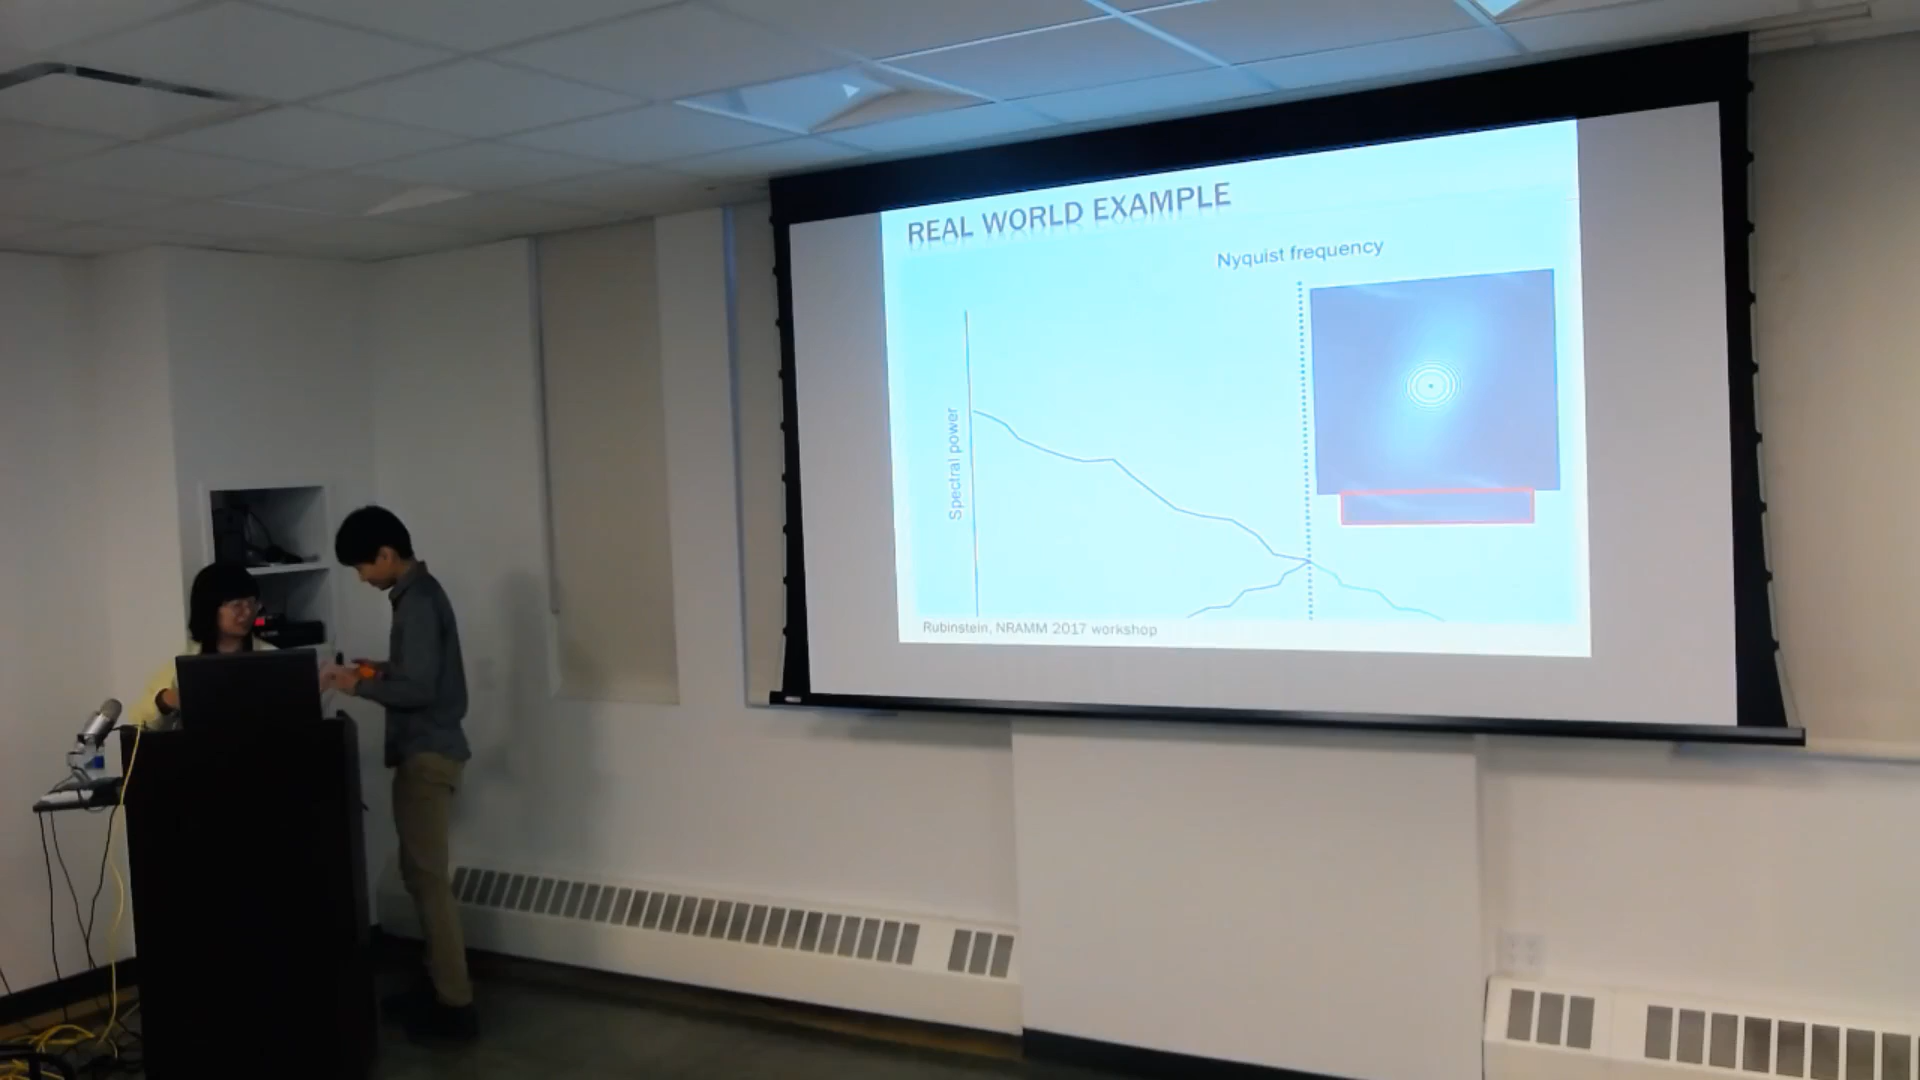 REAL WORLD EXAMPLE
Nyquist frequency
Spectral power
Rubinstein, NRAMM 2017 workshop